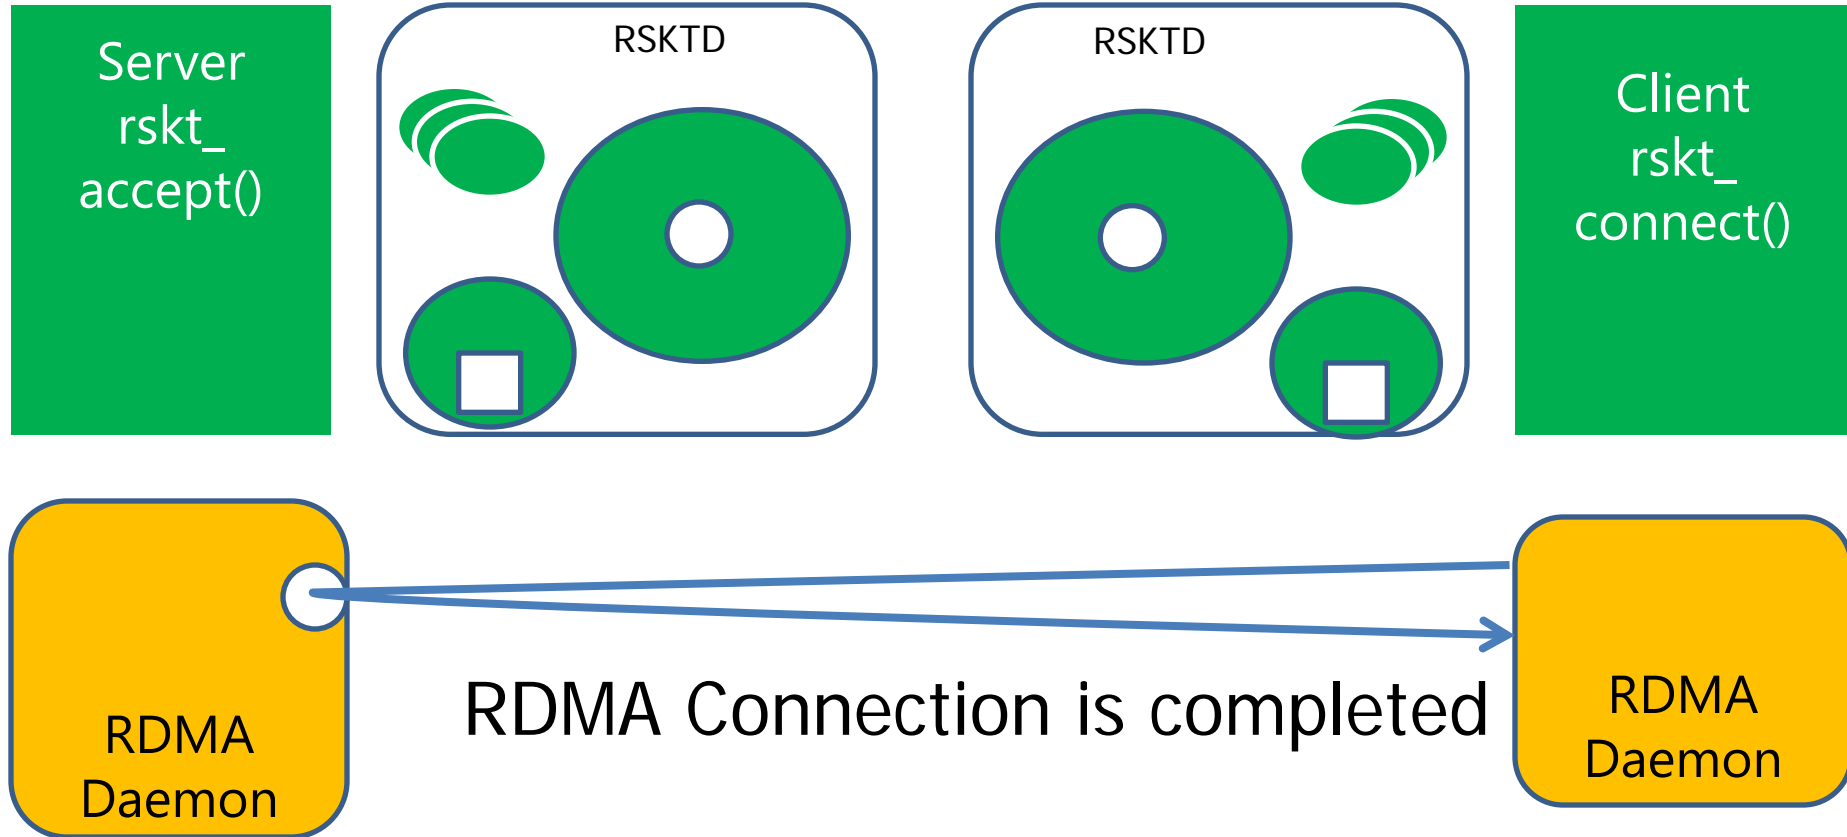 Server
rskt_
accept()
RSKTD
RSKTD
Client
rskt_
connect()
RDMA
Daemon
RDMA Connection is completed
RDMA
Daemon